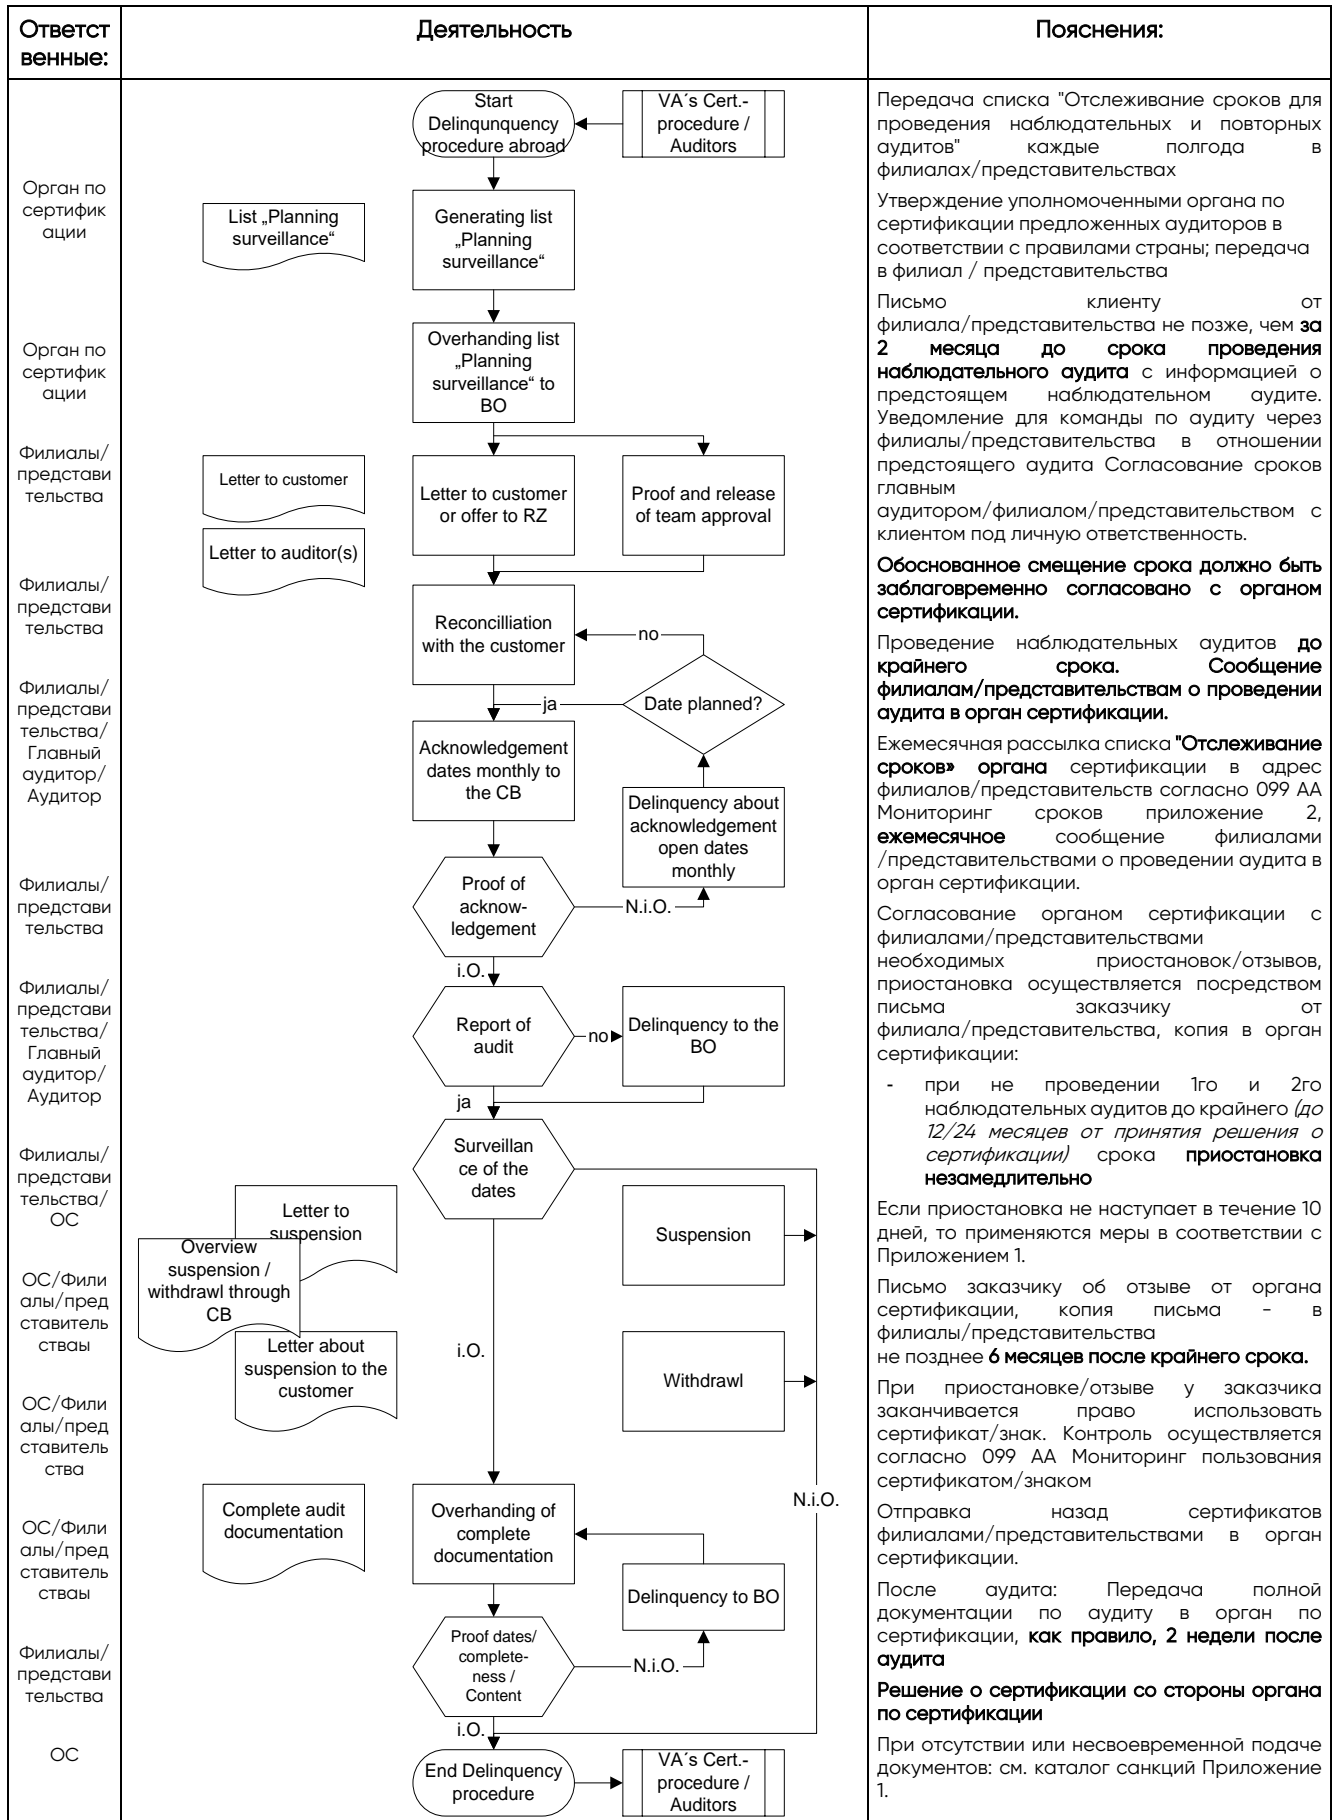 Ответст
венные:
Деятельность
Пояснения:
Орган по
сертифик
ации
Орган по
сертифик
ации
Филиалы/
представи
тельства
Филиалы/
представи
тельства
Филиалы/
представи
тельства/
Главный
аудитор/
Аудитор
Филиалы/
представи
тельства
Филиалы/
представи
тельства/
Главный
аудитор/
Аудитор
Филиалы/
представи
тельства/
ОС
ОС/Фили
алы/пред
ставитель
стваы
ОС/Фили
алы/пред
ставитель
ства
ОС/Фили
алы/пред
ставитель
стваы
Филиалы/
представи
тельства
ОС
Start
Delinqunquency
procedure abroad
VA´s Cert.-
procedure /
Auditors
List „Planning
surveillance“
Generating list
„Planning
surveillance“
Overhanding list
„Planning
surveillance“ to
BO
Letter to customer
Letter to customer
or offer to RZ
Proof and release
of team approval
Letter to auditor(s)
Reconcilliation
with the customer
no
ja
Date planned?
Acknowledgement
dates monthly to
the CB
Delinquency about
acknowledgement
open dates
monthly
Proof of
acknow-
ledgement
N.i.O.
i.O.
Report of
audit
no
Delinquency to the
BO
ja
Surveillan
ce of the
dates
Letter to
suspension
Overview
suspension /
withdrawl through
CB
Letter about
suspension to the
customer
Suspension
i.O.
Withdrawl
N.i.O.
Complete audit
documentation
Overhanding of
complete
documentation
Delinquency to BO
Proof dates/
complete-
ness /
Content
N.i.O.
i.O.
End Delinquency
procedure
VA´s Cert.-
procedure /
Auditors
Передача списка "Отслеживание сроков для
проведения наблюдательных и повторных
аудитов" каждые полгода в
филиалах/представительствах
Утверждение уполномоченными органа по
сертификации предложенных аудиторов в
соответствии с правилами страны; передача
в филиал / представительства
Письмо клиенту от
филиала/представительства не позже, чем за
2 месяца до срока проведения
наблюдательного аудита с информацией о
предстоящем наблюдательном аудите.
Уведомление для команды по аудиту через
филиалы/представительства в отношении
предстоящего аудита Согласование сроков
главным
аудитором/филиалом/представительством с
клиентом под личную ответственность.
Обоснованное смещение срока должно быть
заблаговременно согласовано с органом
сертификации.
Проведение наблюдательных аудитов до
крайнего срока. Сообщение
филиалам/представительствам о проведении
аудита в орган сертификации.
Ежемесячная рассылка списка "Отслеживание
сроков» органа сертификации в адрес
филиалов/представительств согласно 099 АА
Мониторинг сроков приложение 2,
ежемесячное сообщение филиалами
/представительствами о проведении аудита в
орган сертификации.
Согласование органом сертификации с
филиалами/представительствами
необходимых приостановок/отзывов,
приостановка осуществляется посредством
письма заказчику от
филиала/представительства, копия в орган
сертификации:
- при не проведении 1го и 2го
наблюдательных аудитов до крайнего (до
12/24 месяцев от принятия решения о
сертификации) срока приостановка
незамедлительно
Если приостановка не наступает в течение 10
дней, то применяются меры в соответствии с
Приложением 1.
Письмо заказчику об отзыве от органа
сертификации, копия письма - в
филиалы/представительства
не позднее 6 месяцев после крайнего срока.
При приостановке/отзыве у заказчика
заканчивается право использовать
сертификат/знак. Контроль осуществляется
согласно 099 АА Мониторинг пользования
сертификатом/знаком
Отправка назад сертификатов
филиалами/представительствами в орган
сертификации.
После аудита: Передача полной
документации по аудиту в орган по
сертификации, как правило, 2 недели после
аудита
Решение о сертификации со стороны органа
по сертификации
При отсутствии или несвоевременной подаче
документов: см. каталог санкций Приложение
1.